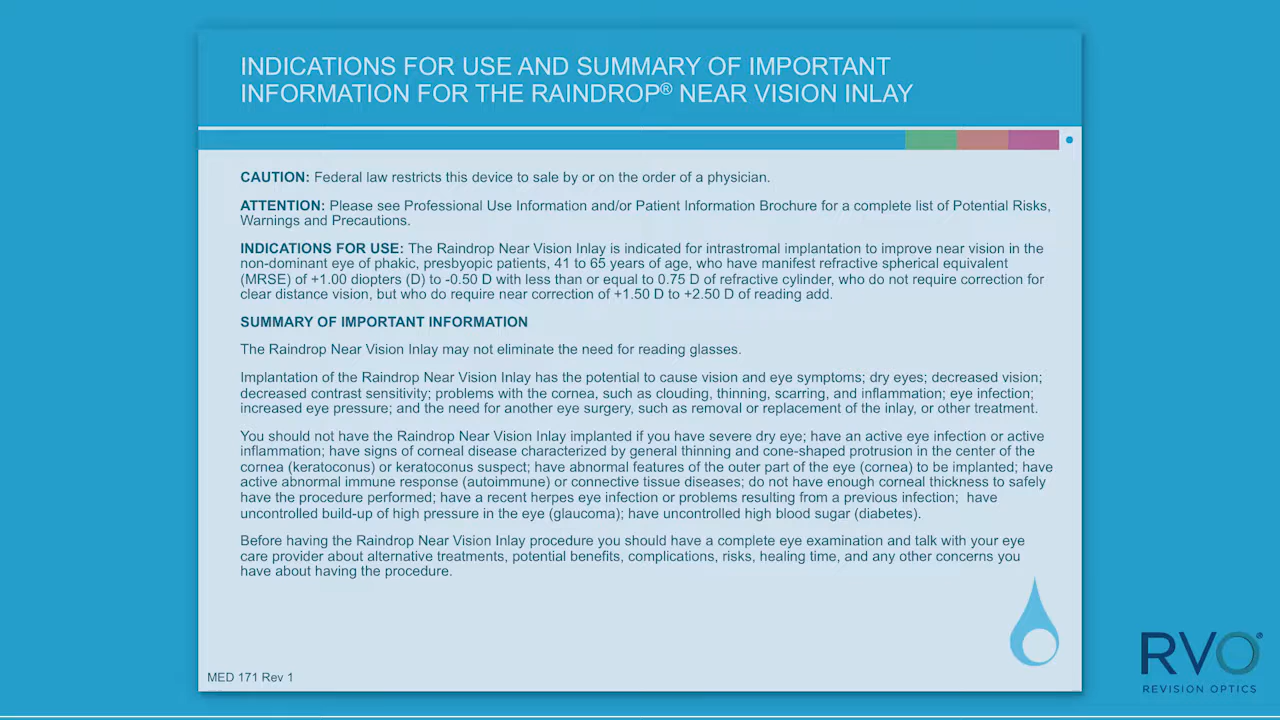 INDICATIONS FOR USE AND SUMMARY OF IMPORTANT
INFORMATION FOR THE RAINDROP® NEAR VISION INLAY
CAUTION: Federal law restricts this device to sale by or on the order of a physician.
ATTENTION: Please see Professional Use Information and/or Patient Information Brochure for a complete list of Potential Risks,
Warnings and Precautions.
INDICATIONS FOR USE: The Raindrop Near Vision Inlay is indicated for intrastromal implantation to improve near vision in the
non-dominant eye of phakic, presbyopic patients, 41 to 65 years of age, who have manifest refractive spherical equivalent
(MRSE) of +1.00 diopters (D) to -0.50 D with less than or equal to 0.75 D of refractive cylinder, who do not require correction for
clear distance vision, but who do require near correction of +1.50 D to +2.50 D of reading add.
SUMMARY OF IMPORTANT INFORMATION
The Raindrop Near Vision Inlay may not eliminate the need for reading glasses.
Implantation of the Raindrop Near Vision Inlay has the potential to cause vision and eye symptoms; dry eyes; decreased vision;
decreased contrast sensitivity; problems with the cornea, such as clouding, thinning, scarring, and inflammation; eye infection;
increased eye pressure; and the need for another eye surgery, such as removal or replacement of the inlay, or other treatment.
You should not have the Raindrop Near Vision Inlay implanted if you have severe dry eye; have an active eye infection or active
inflammation; have signs of corneal disease characterized by general thinning and cone-shaped protrusion in the center of the
cornea (keratoconus) or keratoconus suspect; have abnormal features of the outer part of the eye (cornea) to be implanted; have
active abnormal immune response (autoimmune) or connective tissue diseases; do not have enough corneal thickness to safely
have the procedure performed; have a recent herpes eye infection or problems resulting from a previous infection; have
uncontrolled build-up of high pressure in the eye (glaucoma); have uncontrolled high blood sugar (diabetes).
Before having the Raindrop Near Vision Inlay procedure you should have a complete eye examination and talk with your eye
care provider about alternative treatments, potential benefits, complications, risks, healing time, and any other concerns you
have about having the procedure.
MED 171 Rev 1
RVO®
REVISION OPTICS